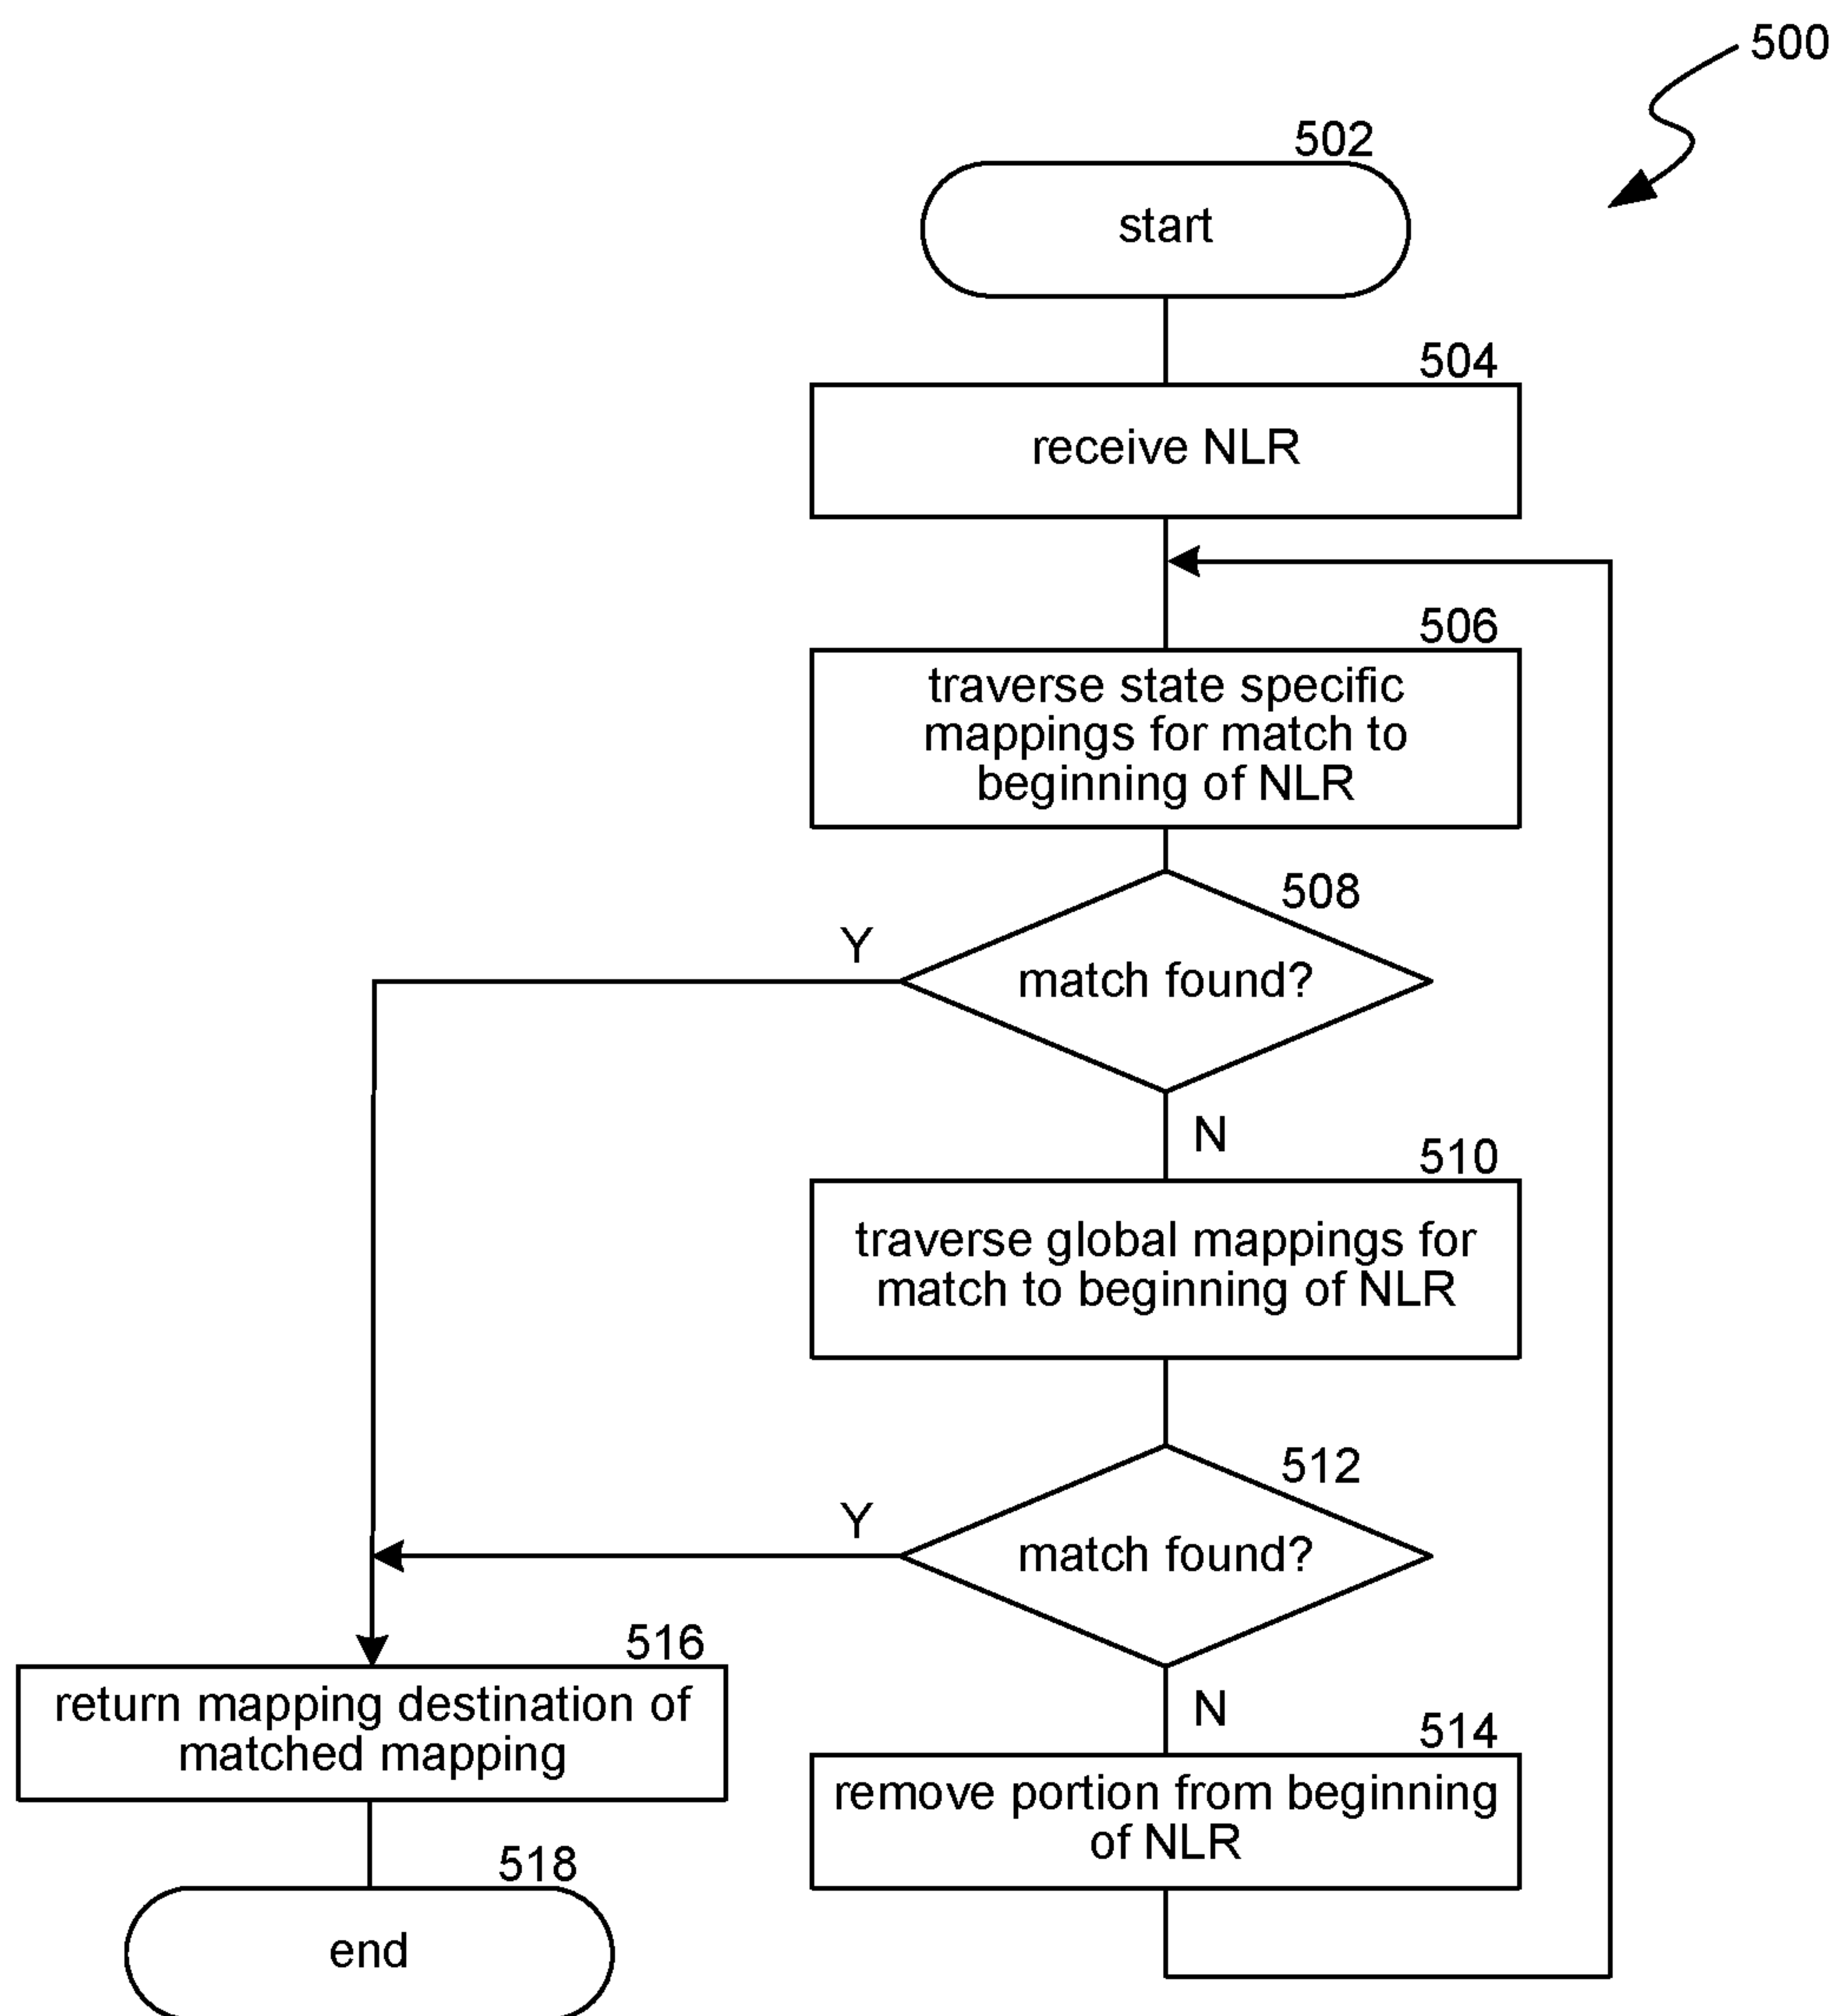 500
502
start
504
receive NLR
506
traverse state specific
mappings for match to
beginning of NLR
508
Y
match found?
N
510
traverse global mappings for
match to beginning of NLR
512
Y
match found?
N
516
return mapping destination of
matched mapping
514
remove portion from beginning
of NLR
518
end